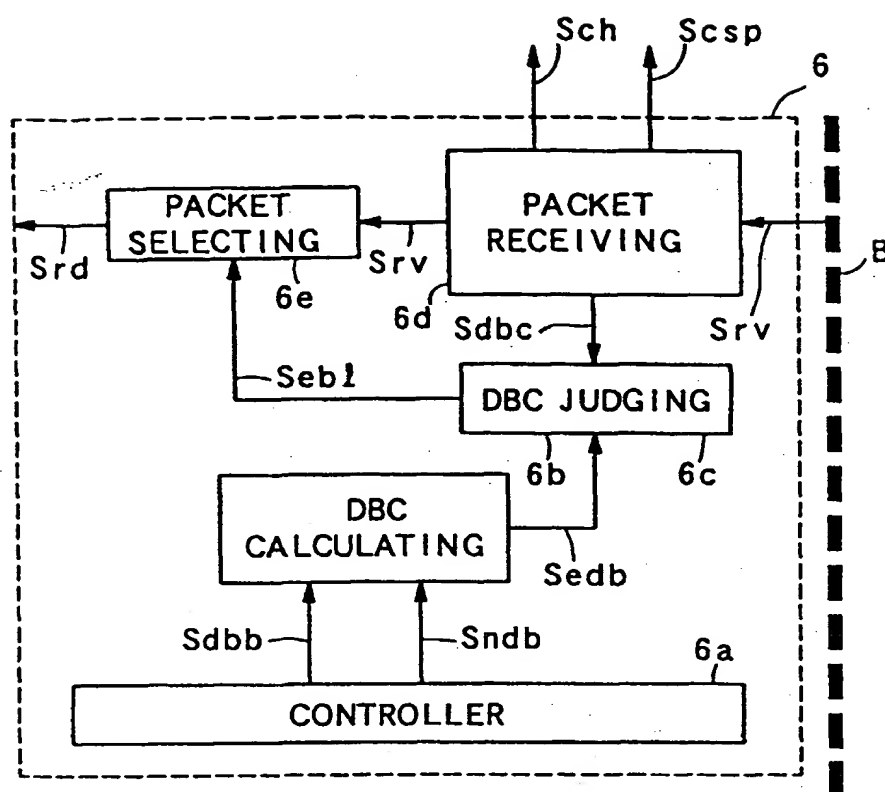 Sch
Scsp
6
PACKET
SELECTING
PACKET
RECEIVING
Srd
6e
Srv
6d
Sdbc
Srv
B
Sebl
DBC JUDGING
6b
6c
DBC
CALCULATING
Sedb
Sdbb
Sndb
6a
CONTROLLER